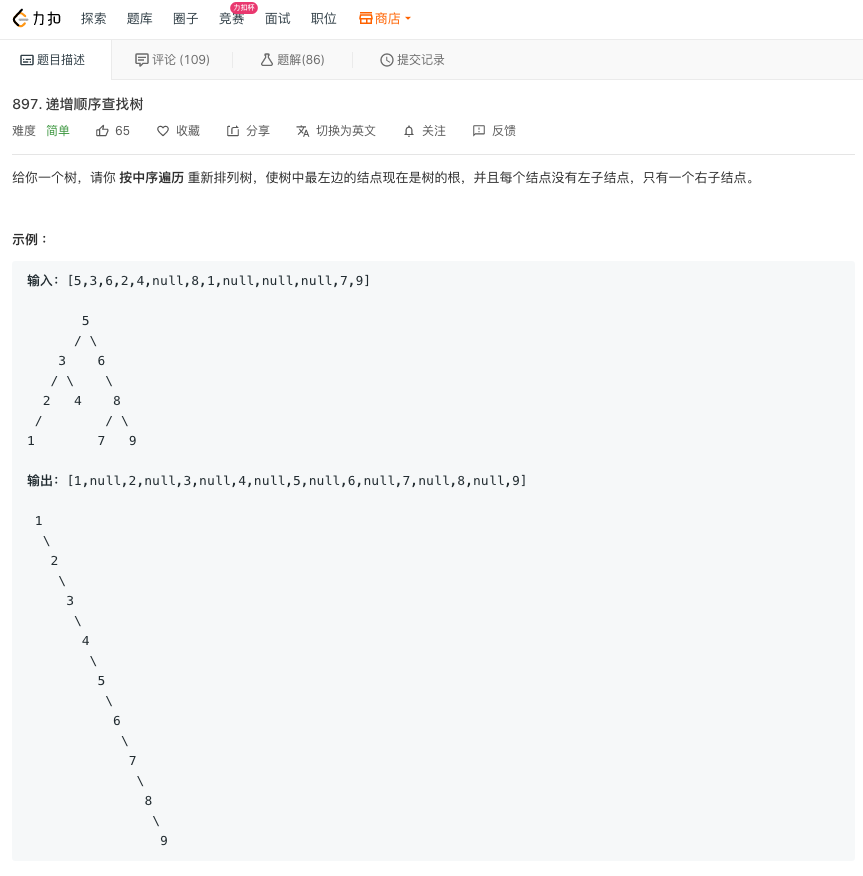 力扣 探索 题库 圈子 竞赛 力扣杯 面试 职位 商店
题目描述 评论 (109) 题解(86) 提交记录
897. 递增顺序查找树
难度 简单 65 收藏 分享 切换为英文 关注 反馈
给你一个树，请你 按中序遍历 重新排列树，使树中最左边的结点现在是树的根，并且每个结点没有左子结点，只有一个右子结点。
示例 ：
输入：[5,3,6,2,4,null,8,1,null,null,null,7,9]
       5
      / \
    3    6
   / \    \
  2   4    8
 /        / \
1        7   9
输出：[1,null,2,null,3,null,4,null,5,null,6,null,7,null,8,null,9]
 1
  \
   2
    \
     3
      \
       4
        \
         5
          \
           6
            \
             7
              \
               8
                \
                 9